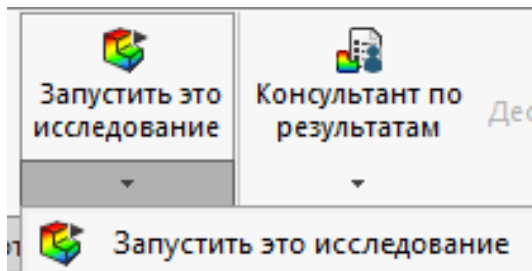 Запустить это
исследование
Консультант по
результатам
Запустить это исследование